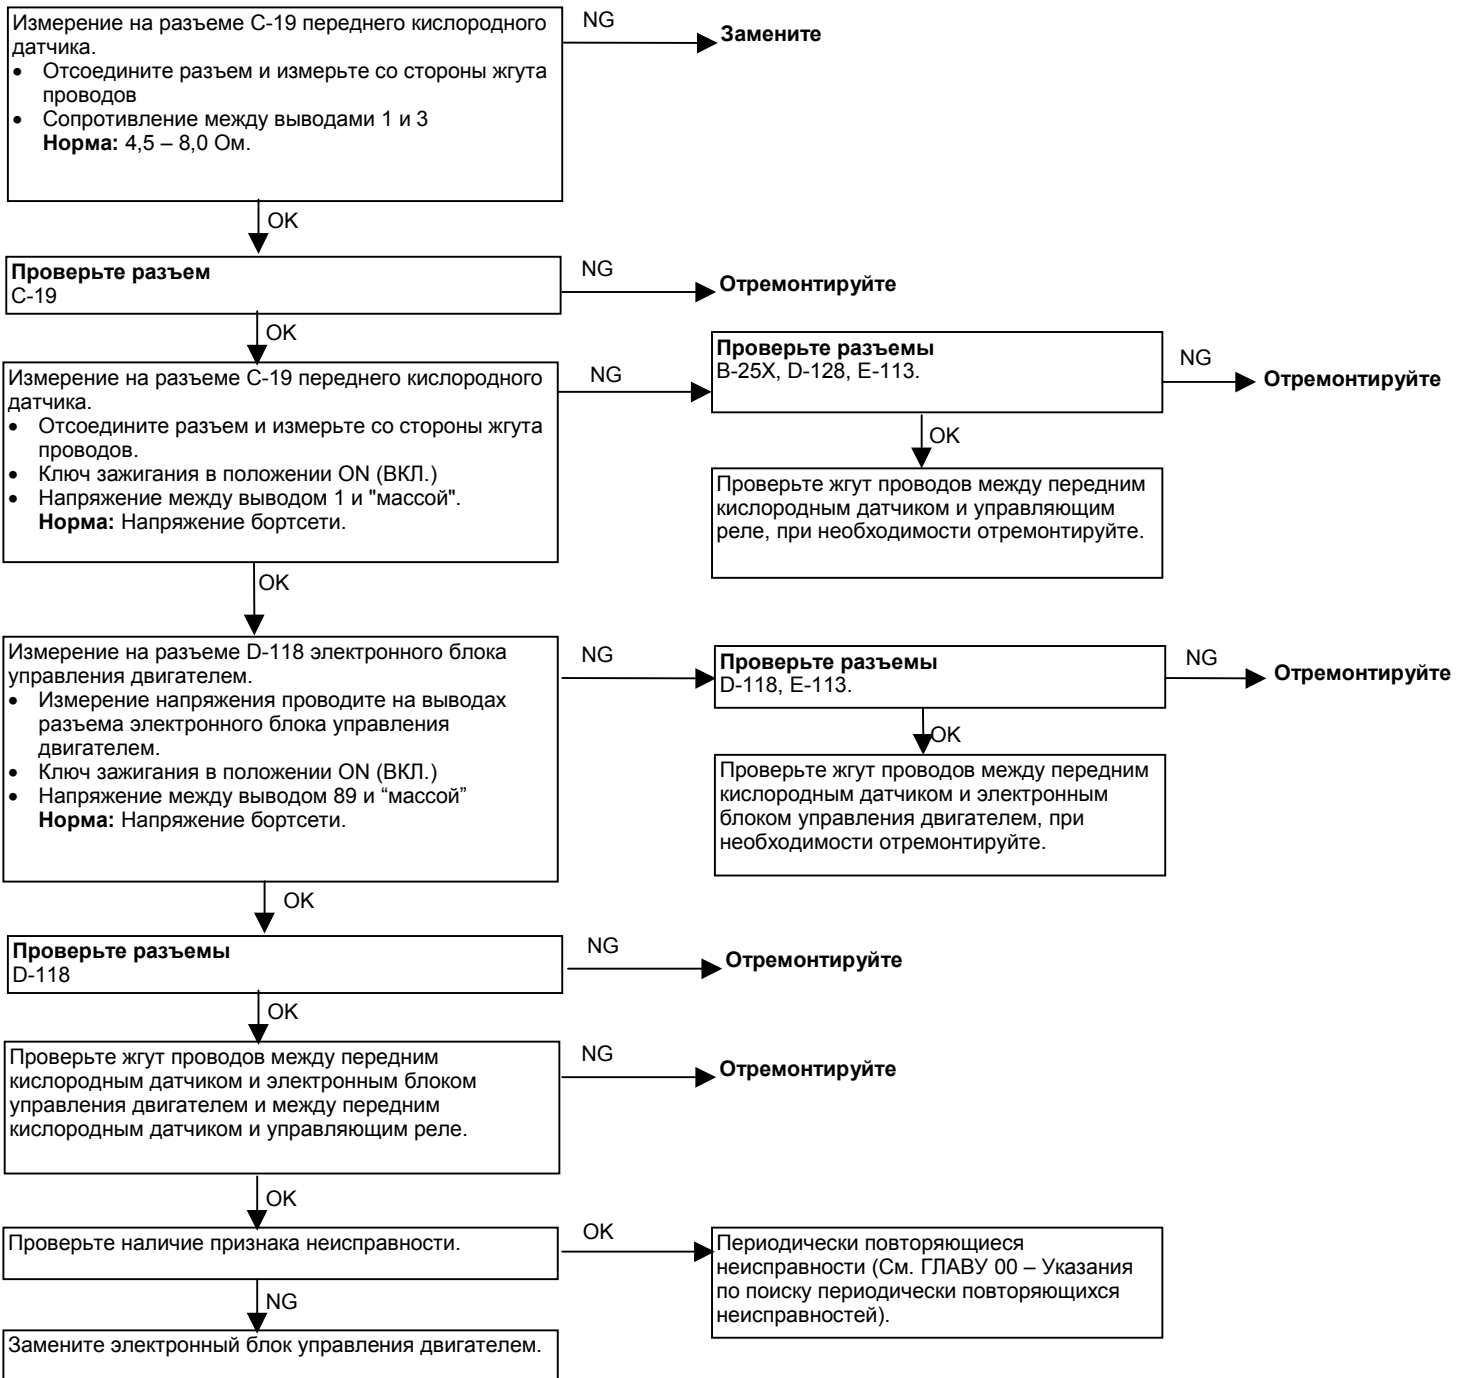 Измерение на разъеме C-19 переднего кислородного
датчика.
• Отсоедините разъем и измерьте со стороны жгута
проводов
• Сопротивление между выводами 1 и 3
Норма: 4,5 – 8,0 Ом.
NG
Замените
OK
Проверьте разъем
C-19
NG
Отремонтируйте
OK
Измерение на разъеме C-19 переднего кислородного
датчика.
• Отсоедините разъем и измерьте со стороны жгута
проводов.
• Ключ зажигания в положении ON (ВКЛ.)
• Напряжение между выводом 1 и "массой".
Норма: Напряжение бортсети.
NG
Проверьте разъемы
B-25X, D-128, E-113.
NG
Отремонтируйте
OK
Проверьте жгут проводов между передним
кислородным датчиком и управляющим
реле, при необходимости отремонтируйте.
OK
Измерение на разъеме D-118 электронного блока
управления двигателем.
• Измерение напряжения проводите на выводах
разъема электронного блока управления
двигателем.
• Ключ зажигания в положении ON (ВКЛ.)
• Напряжение между выводом 89 и “массой”
Норма: Напряжение бортсети.
NG
Проверьте разъемы
D-118, E-113.
NG
Отремонтируйте
OK
Проверьте жгут проводов между передним
кислородным датчиком и электронным
блоком управления двигателем, при
необходимости отремонтируйте.
OK
Проверьте разъемы
D-118
NG
Отремонтируйте
OK
Проверьте жгут проводов между передним
кислородным датчиком и электронным блоком
управления двигателем и между передним
кислородным датчиком и управляющим реле.
NG
Отремонтируйте
OK
Проверьте наличие признака неисправности.
OK
Периодически повторяющиеся
неисправности (См. ГЛАВУ 00 – Указания
по поиску периодически повторяющихся
неисправностей).
NG
Замените электронный блок управления двигателем.